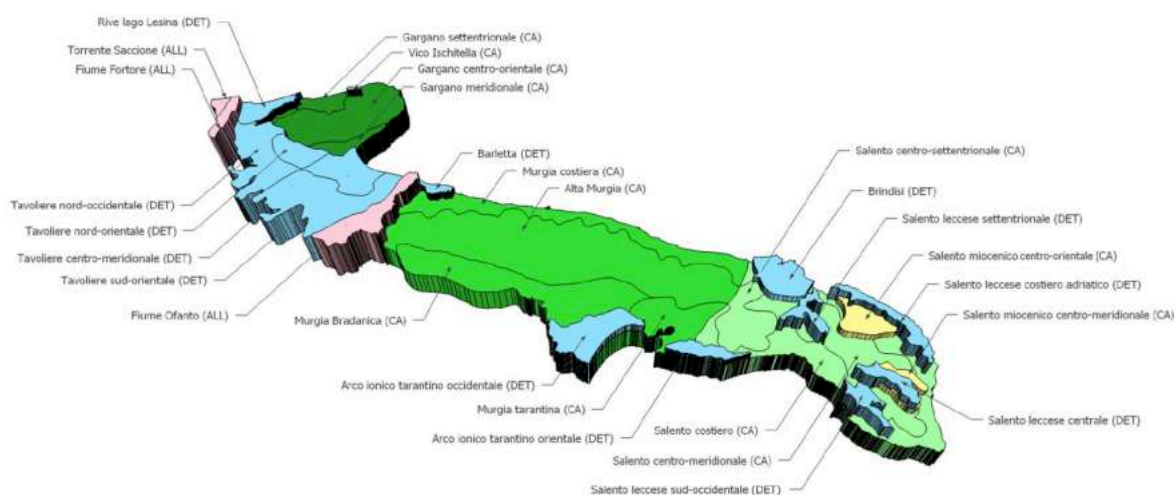 Rive lago Lesina (DET)
Torrente Saccione (ALL)
Fiume Fortore (ALL)
Gargano settentrionale (CA)
Vico Ischitella (CA)
Gargano centro-orientale (CA)
Gargano meridionale (CA)
Barletta (DET)
Murgia costiera (CA)
Alta Murgia (CA)
Salento centro-settentrionale (CA)
Brindisi (DET)
Salento leccese settentrionale (DET)
Salento miocenico centro-orientale (CA)
Salento leccese costiero adriatico (DET)
Salento miocenico centro-meridionale (CA)
Tavoliere nord-occidentale (DET)
Tavoliere nord-orientale (DET)
Tavoliere centro-meridionale (DET)
Tavoliere sud-orientale (DET)
Fiume Ofanto (ALL)
Murgia Bradanica (CA)
Arco ionico tarantino occidentale (DET)
Murgia tarantina (CA)
Arco ionico tarantino orientale (DET)
Salento costiero (CA)
Salento centro-meridionale (CA)
Salento leccese sud-occidentale (DET)
Salento leccese centrale (DET)